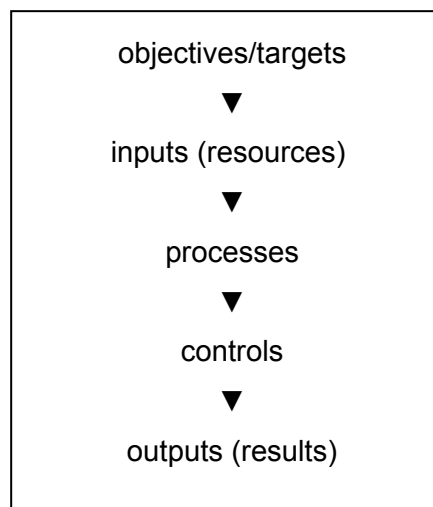 objectives/targets
▼
inputs (resources)
▼
processes
▼
controls
▼
outputs (results)